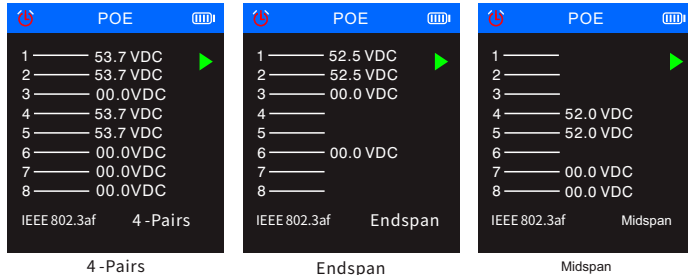 POE
1 53.7 VDC
2 53.7 VDC
3 00.0VDC
4 53.7 VDC
5 53.7 VDC
6 00.0VDC
7 00.0VDC
8 00.0VDC
IEEE 802.3af 4-Pairs
4-Pairs
POE
1 52.5 VDC
2 52.5 VDC
3 00.0 VDC
4
5
6 00.0 VDC
7
8
IEEE 802.3af Endspan
Endspan
POE
1
2
3
4 52.0 VDC
5 52.0 VDC
6
7 00.0 VDC
8 00.0 VDC
IEEE 802.3af Midspan
Midspan